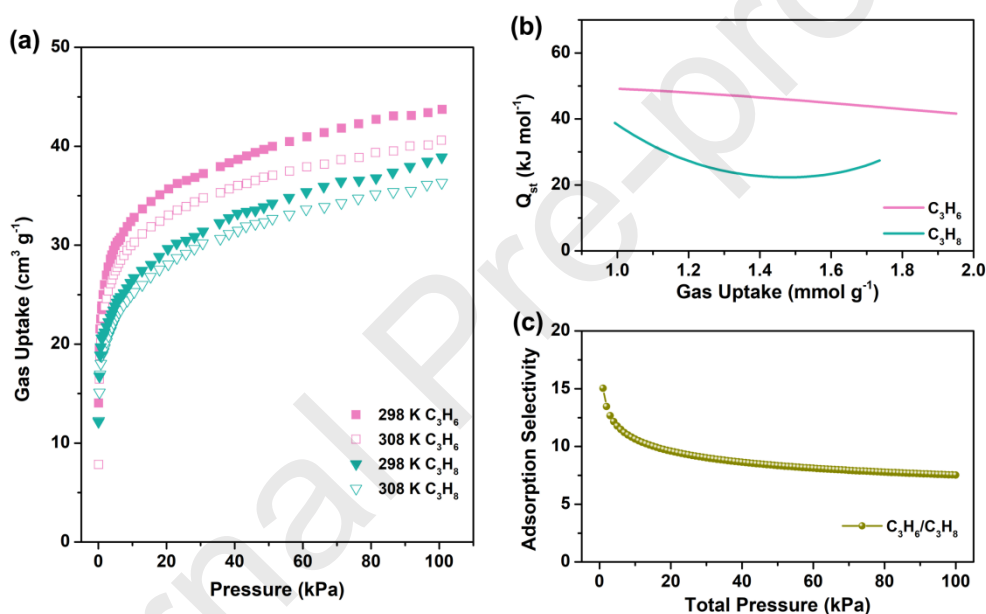 (a)
50
40
30
20
10
0
Gas Uptake (cm³ g⁻¹)
298 K C₃H₆
308 K C₃H₆
298 K C₃H₈
308 K C₃H₈
0 20 40 60 80 100
Pressure (kPa)
(b)
80
60
40
20
0
Qst (kJ mol⁻¹)
C₃H₆
C₃H₈
1.0 1.2 1.4 1.6 1.8 2.0
Gas Uptake (mmol g⁻¹)
(c)
20
15
10
5
0
Adsorption Selectivity
C₃H₆/C₃H₈
0 20 40 60 80 100
Total Pressure (kPa)
rnal Pre-pro